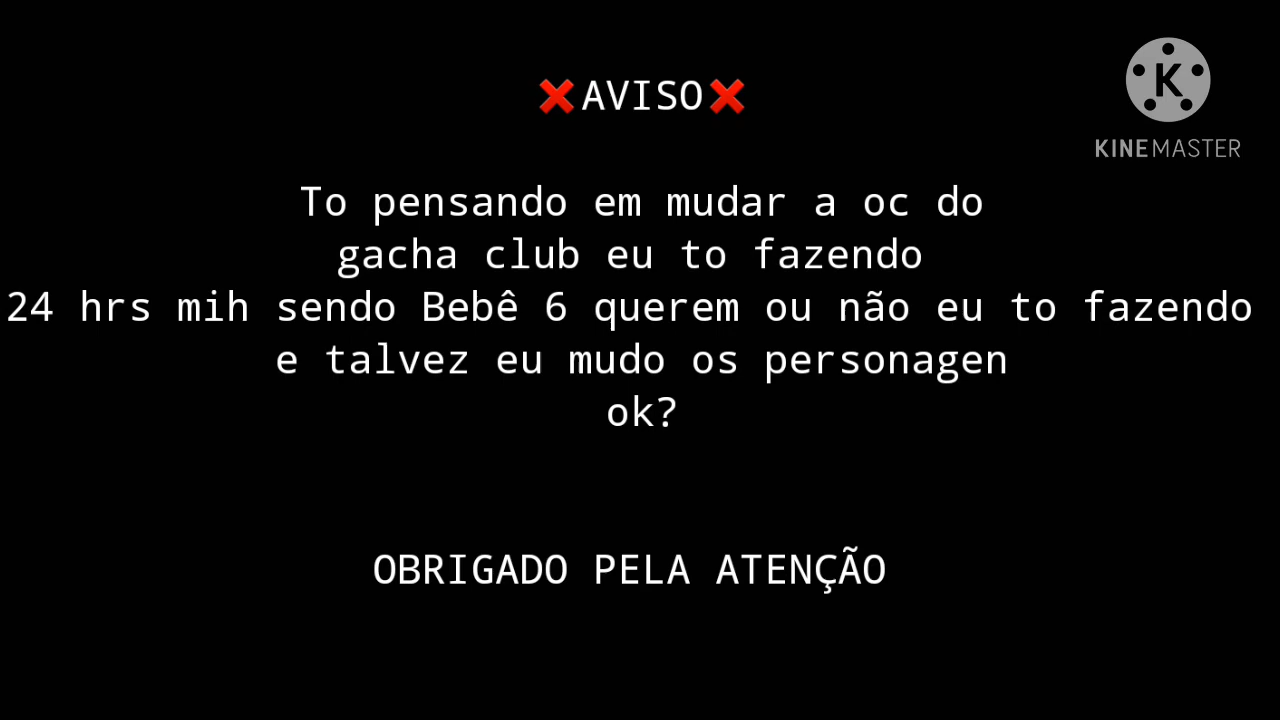 ❌AVISO❌
KINEMASTER
To pensando em mudar a oc do
gacha club eu to fazendo
24 hrs mih sendo Bebê 6 querem ou não eu to fazendo
e talvez eu mudo os personagen
ok?
OBRIGADO PELA ATENÇÃO